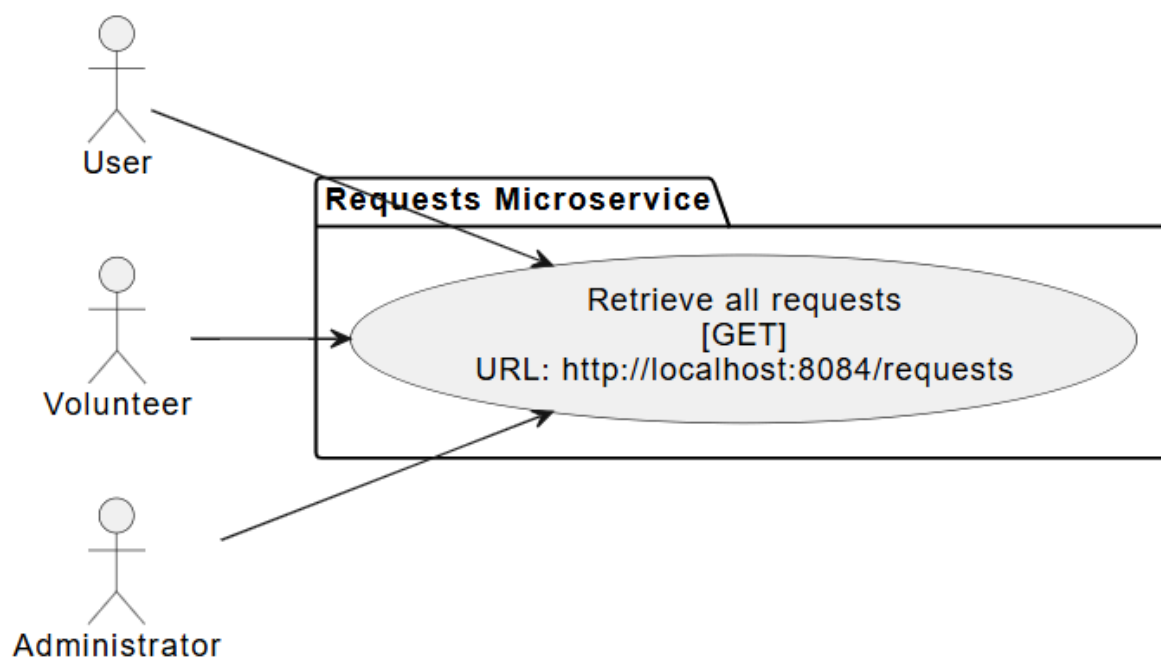 User
Requests Microservice
Retrieve all requests
[GET]
URL: http://localhost:8084/requests
Volunteer
Administrator